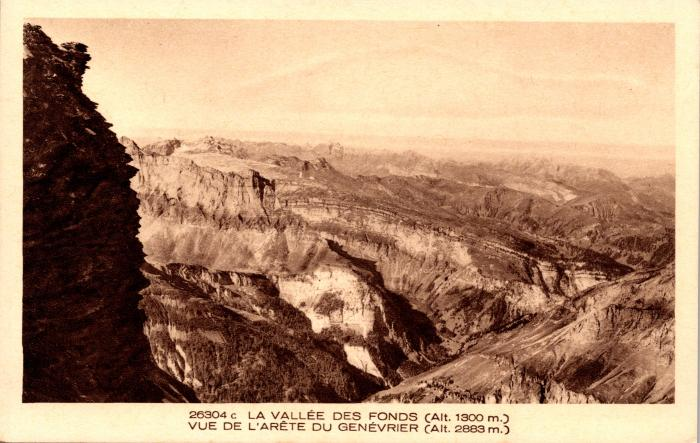 26304 c LA VALLÉE DES FONDS (Alt. 1300 m.)
VUE DE L'ARÊTE DU GENÉVRIER (Alt. 2883 m.)